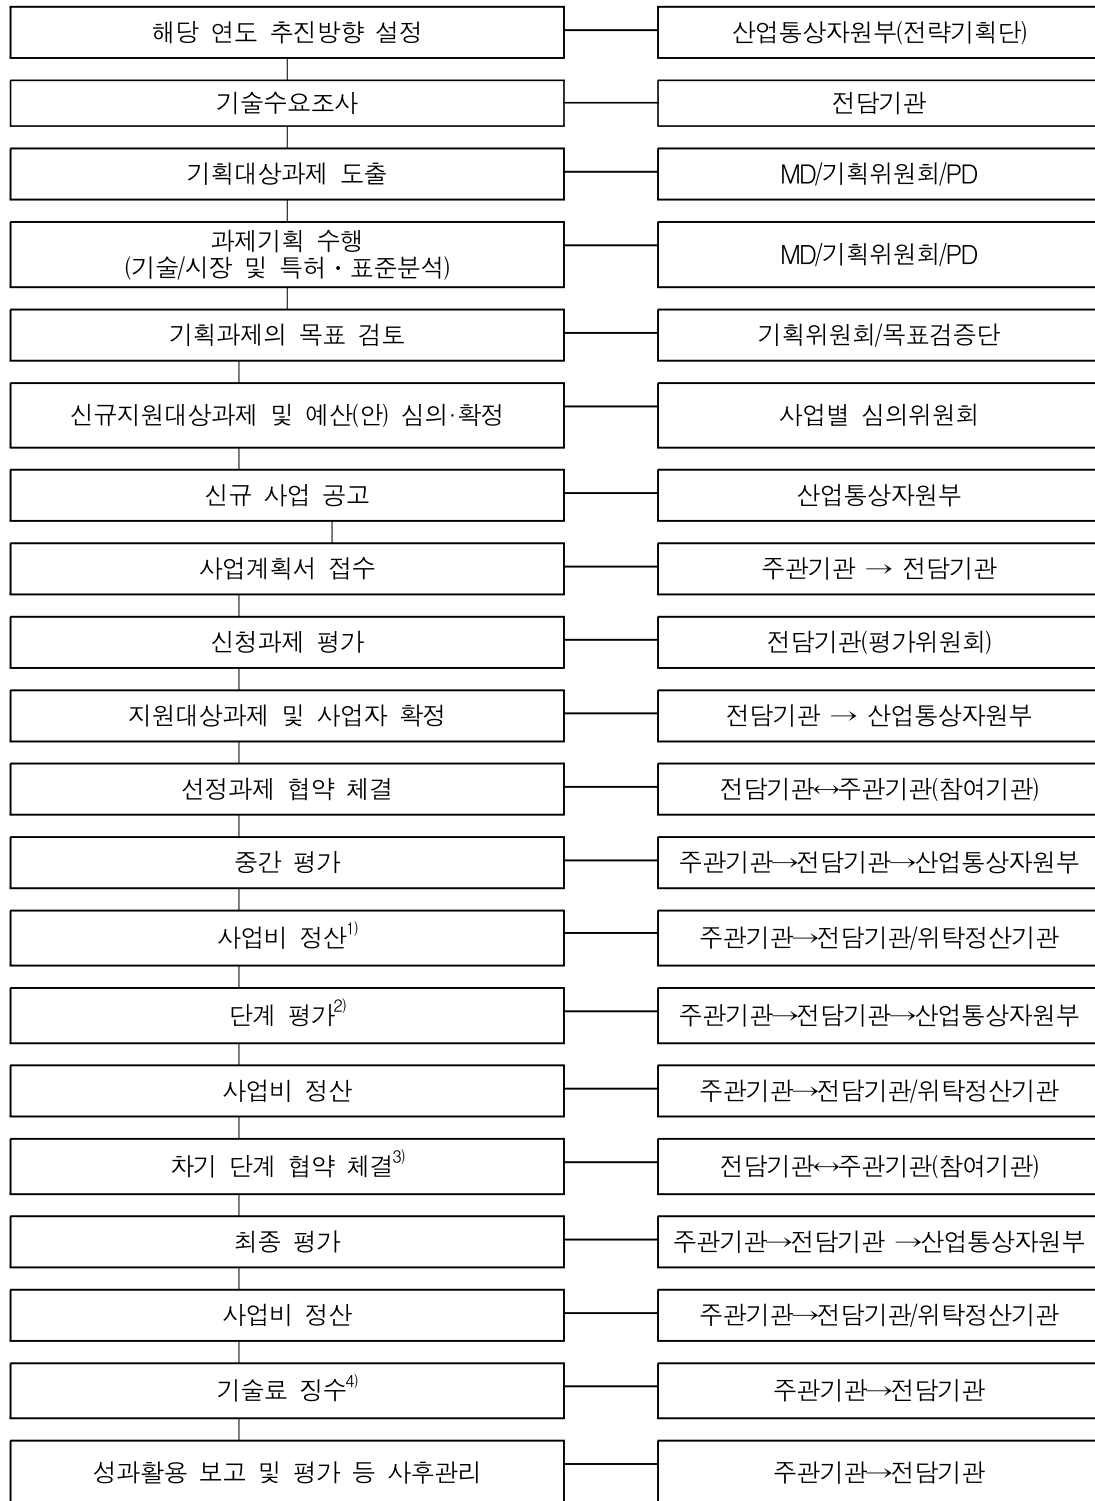 해당 연도 추진방향 설정
산업통상자원부(전략기획단)
기술수요조사
전담기관
기획대상과제 도출
MD/기획위원회/PD
과제기획 수행
(기술/시장 및 특허・표준분석)
MD/기획위원회/PD
기획과제의 목표 검토
기획위원회/목표검증단
신규지원대상과제 및 예산(안) 심의·확정
사업별 심의위원회
신규 사업 공고
산업통상자원부
사업계획서 접수
주관기관 → 전담기관
신청과제 평가
전담기관(평가위원회)
지원대상과제 및 사업자 확정
전담기관 → 산업통상자원부
선정과제 협약 체결
전담기관↔주관기관(참여기관)
중간 평가
주관기관→전담기관→산업통상자원부
사업비 정산1)
주관기관→전담기관/위탁정산기관
단계 평가2)
주관기관→전담기관→산업통상자원부
사업비 정산
주관기관→전담기관/위탁정산기관
차기 단계 협약 체결3)
전담기관↔주관기관(참여기관)
최종 평가
주관기관→전담기관 →산업통상자원부
사업비 정산
주관기관→전담기관/위탁정산기관
기술료 징수4)
주관기관→전담기관
성과활용 보고 및 평가 등 사후관리
주관기관→전담기관